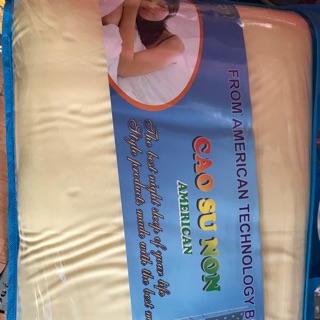 FROM AMERICAN TECHNOLOGY B
CAO SU NON
AMERICAN
The best night sleep of your life
Style products made with the best m